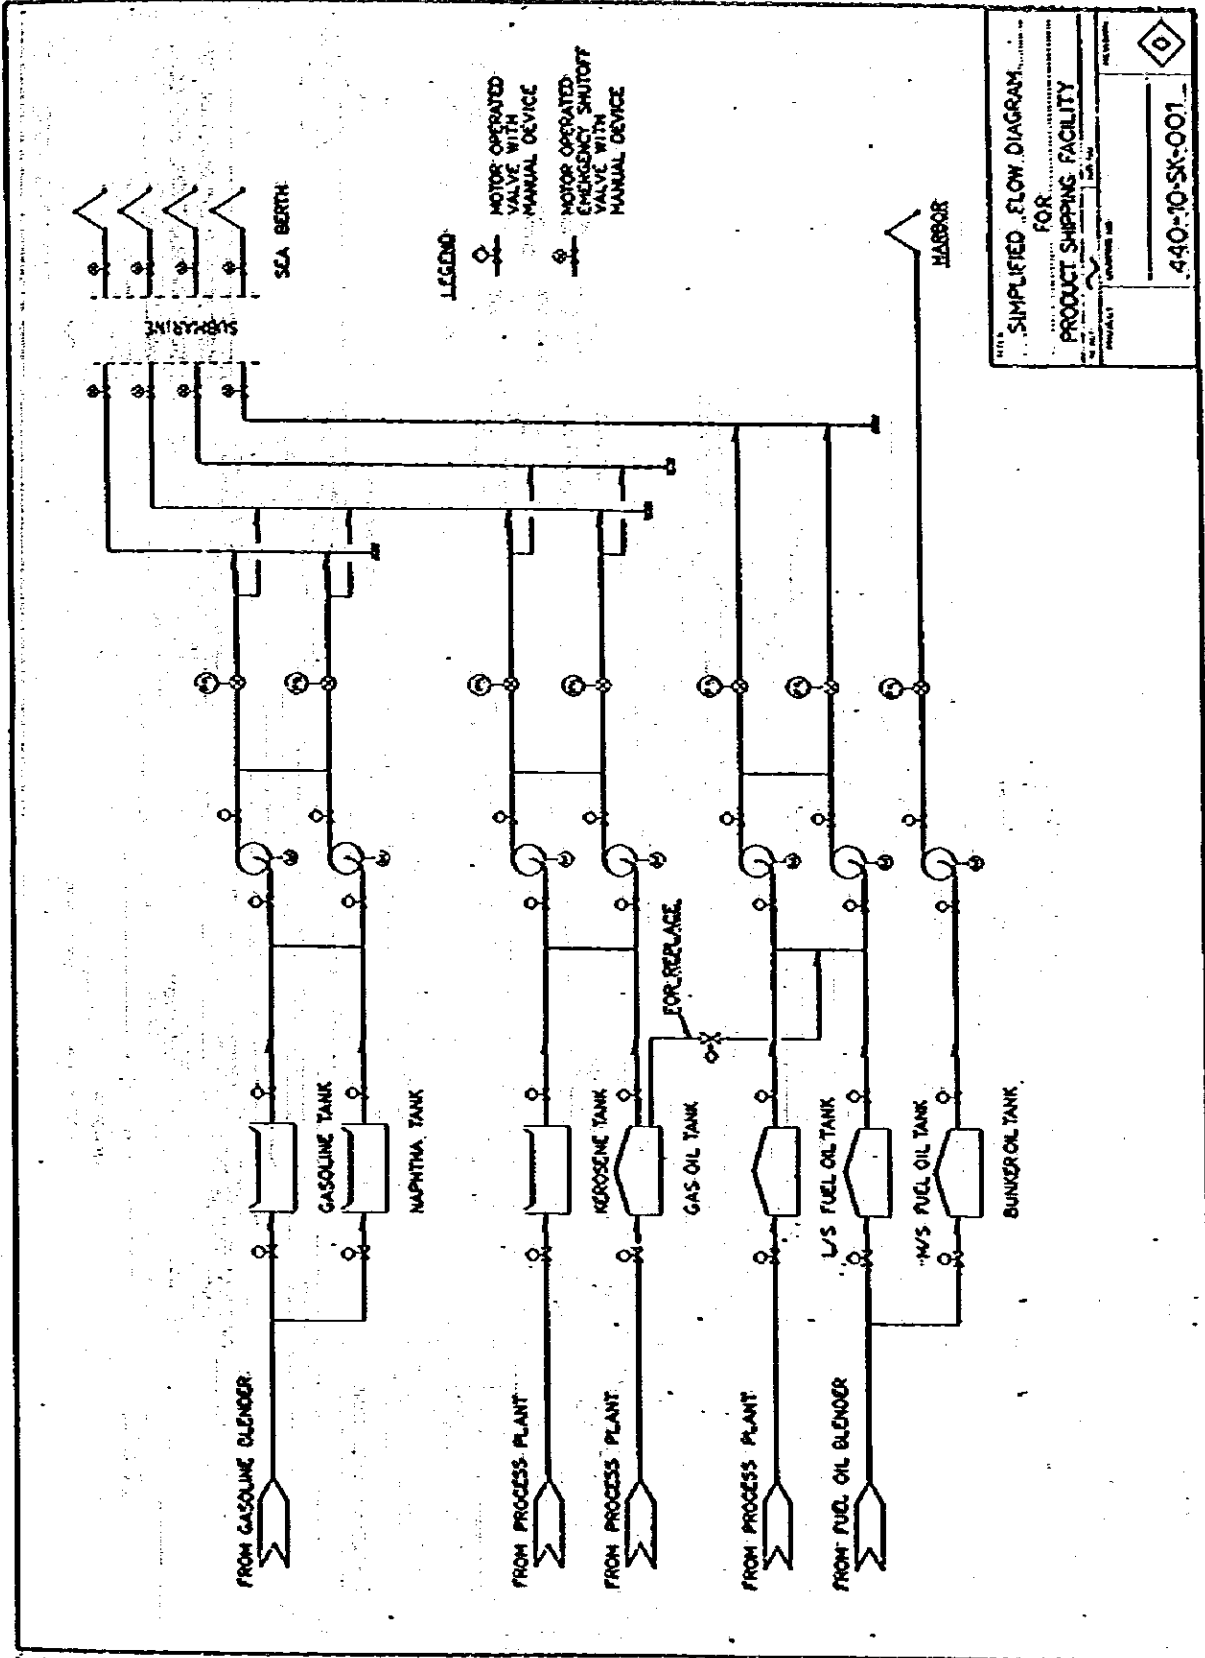 SEA BERTH
SUBMARINE
LEGEND
MOTOR OPERATED
VALVE WITH
MANUAL DEVICE
MOTOR OPERATED
EMERGENCY SHUTOFF
VALVE WITH
MANUAL DEVICE
HARBOR
FOR REPLACE
GASOLINE TANK
NAPHTHA TANK
KEROSENE TANK
GAS OIL TANK
L/S FUEL OIL TANK
M/S FUEL OIL TANK
BUNKER OIL TANK
FROM GASOLINE BLENDER
FROM PROCESS PLANT
FROM PROCESS PLANT
FROM PROCESS PLANT
FROM FUEL OIL BLENDER
TITLE
SIMPLIFIED FLOW DIAGRAM
FOR
PRODUCT SHIPPING FACILITY
DRAWING NO
440-10-SK-001